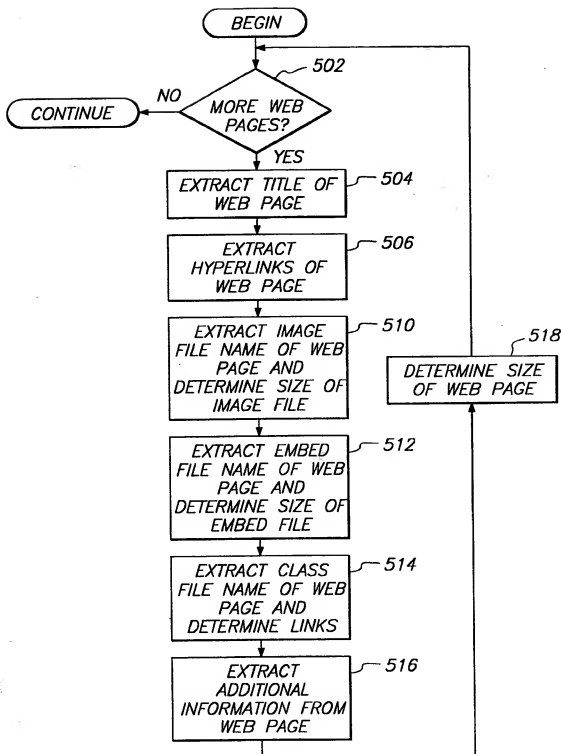 BEGIN
502
NO
CONTINUE
MORE WEB
PAGES?
YES
504
EXTRACT TITLE OF
WEB PAGE
506
EXTRACT
HYPERLINKS OF
WEB PAGE
510
EXTRACT IMAGE
FILE NAME OF WEB
PAGE AND
DETERMINE SIZE OF
IMAGE FILE
518
DETERMINE SIZE
OF WEB PAGE
512
EXTRACT EMBED
FILE NAME OF WEB
PAGE AND
DETERMINE SIZE OF
EMBED FILE
514
EXTRACT CLASS
FILE NAME OF WEB
PAGE AND
DETERMINE LINKS
516
EXTRACT
ADDITIONAL
INFORMATION FROM
WEB PAGE